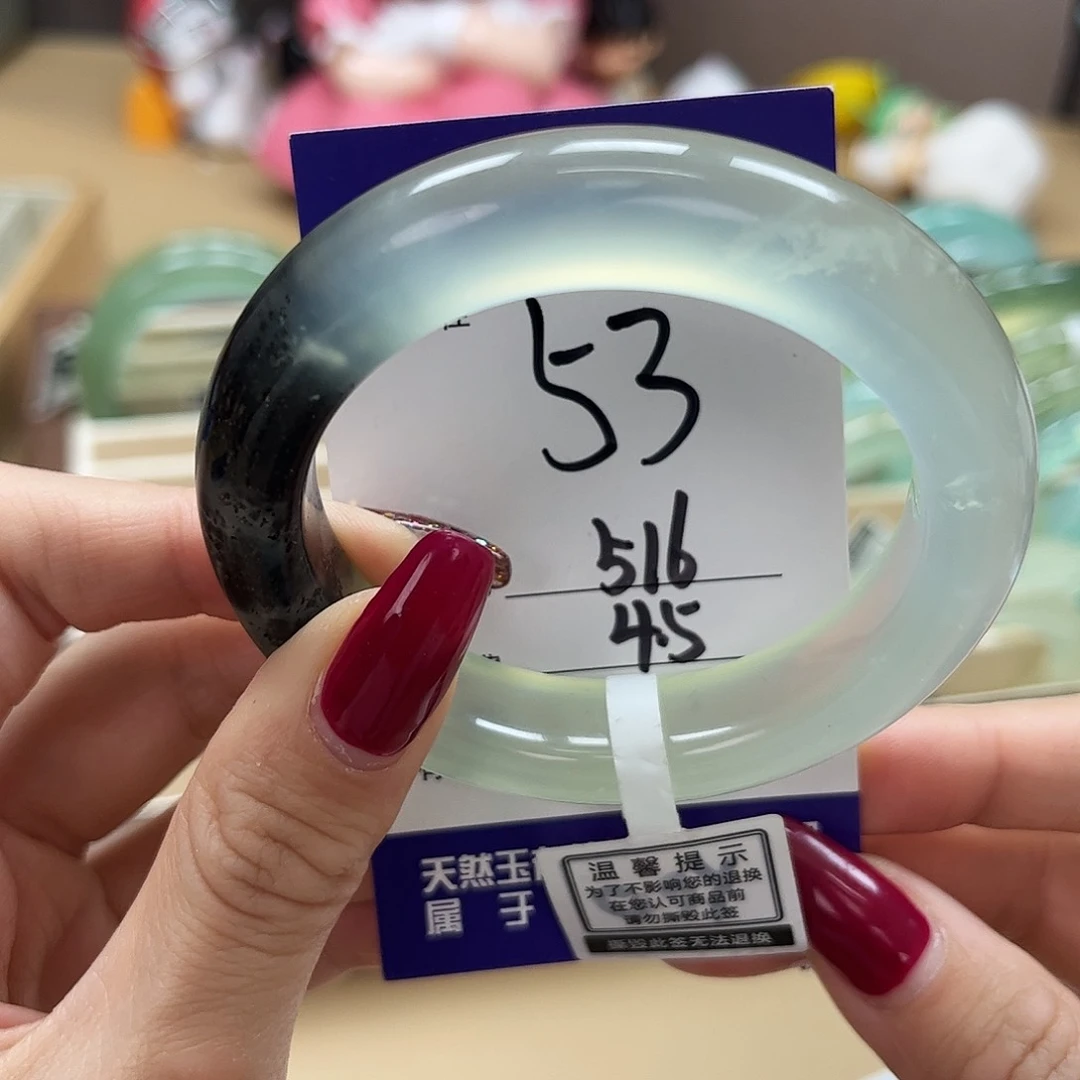 53
516
45
天然玉
属 于
温馨提示
为了不影响您的退换
在您认可商品前
请勿撕毁此签
撕毁此签无法退换